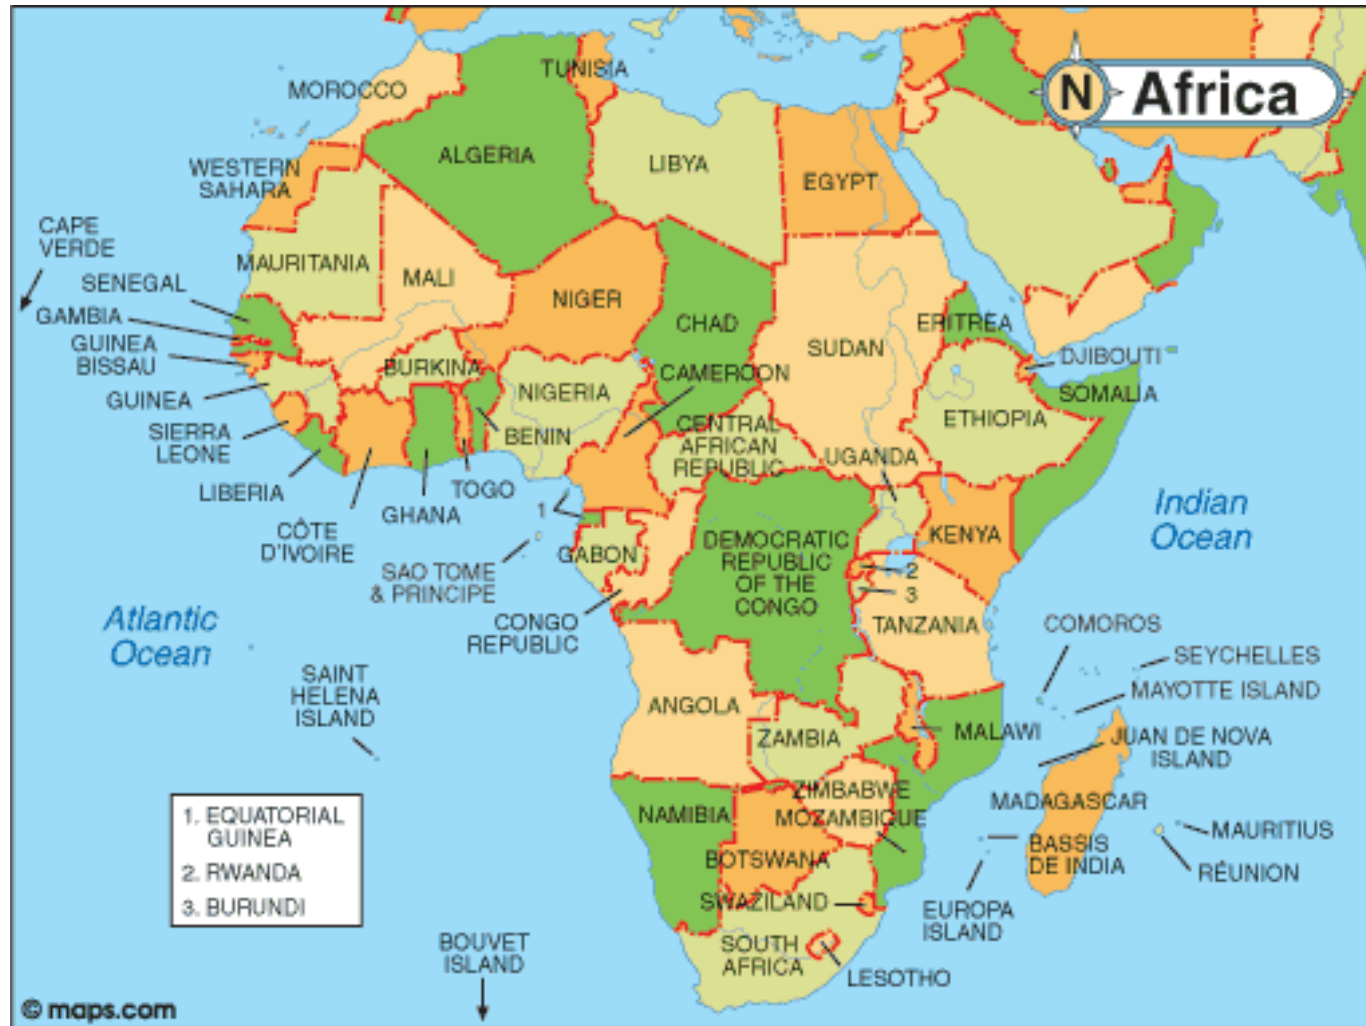 N Africa
TUNISIA
MOROCCO
ALGERIA
LIBYA
EGYPT
WESTERN
SAHARA
CAPE
VERDE
MAURITANIA
MALI
NIGER
CHAD
SUDAN
ERITREA
SENEGAL
GAMBIA
GUINEA
BISSAU
GUINEA
SIERRA
LEONE
LIBERIA
CÔTE
D'IVOIRE
BURKINA
GHANA
TOGO
BENIN
NIGERIA
CAMEROON
CENTRAL
AFRICAN
REPUBLIC
UGANDA
ETHIOPIA
DJIBOUTI
SOMALIA
KENYA
Indian
Ocean
1
GABON
SAO TOME
& PRINCIPE
CONGO
REPUBLIC
DEMOCRATIC
REPUBLIC
OF THE
CONGO
2
3
TANZANIA
Atlantic
Ocean
SAINT
HELENA
ISLAND
ANGOLA
ZAMBIA
MALAWI
COMOROS
SEYCHELLES
MAYOTTE ISLAND
JUAN DE NOVA
ISLAND
MADAGASCAR
MAURITIUS
RÉUNION
BASSIS
DE INDIA
EUROPA
ISLAND
ZIMBABWE
MOZAMBIQUE
NAMIBIA
BOTSWANA
SWAZILAND
SOUTH
AFRICA
LESOTHO
1. EQUATORIAL
GUINEA
2. RWANDA
3. BURUNDI
BOUVET
ISLAND
© maps.com